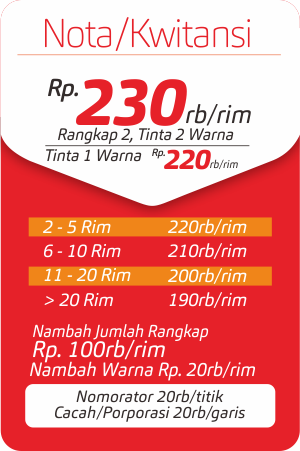 Nota/Kwitansi
Rp. 230rb/rim
Rangkap 2, Tinta 2 Warna
Tinta 1 Warna Rp. 220rb/rim
2 - 5 Rim 220rb/rim
6 - 10 Rim 210rb/rim
11 - 20 Rim 200rb/rim
> 20 Rim 190rb/rim
Nambah Jumlah Rangkap
Rp. 100rb/rim
Nambah Warna Rp. 20rb/rim
Nomorator 20rb/titik
Cacah/Porporasi 20rb/garis